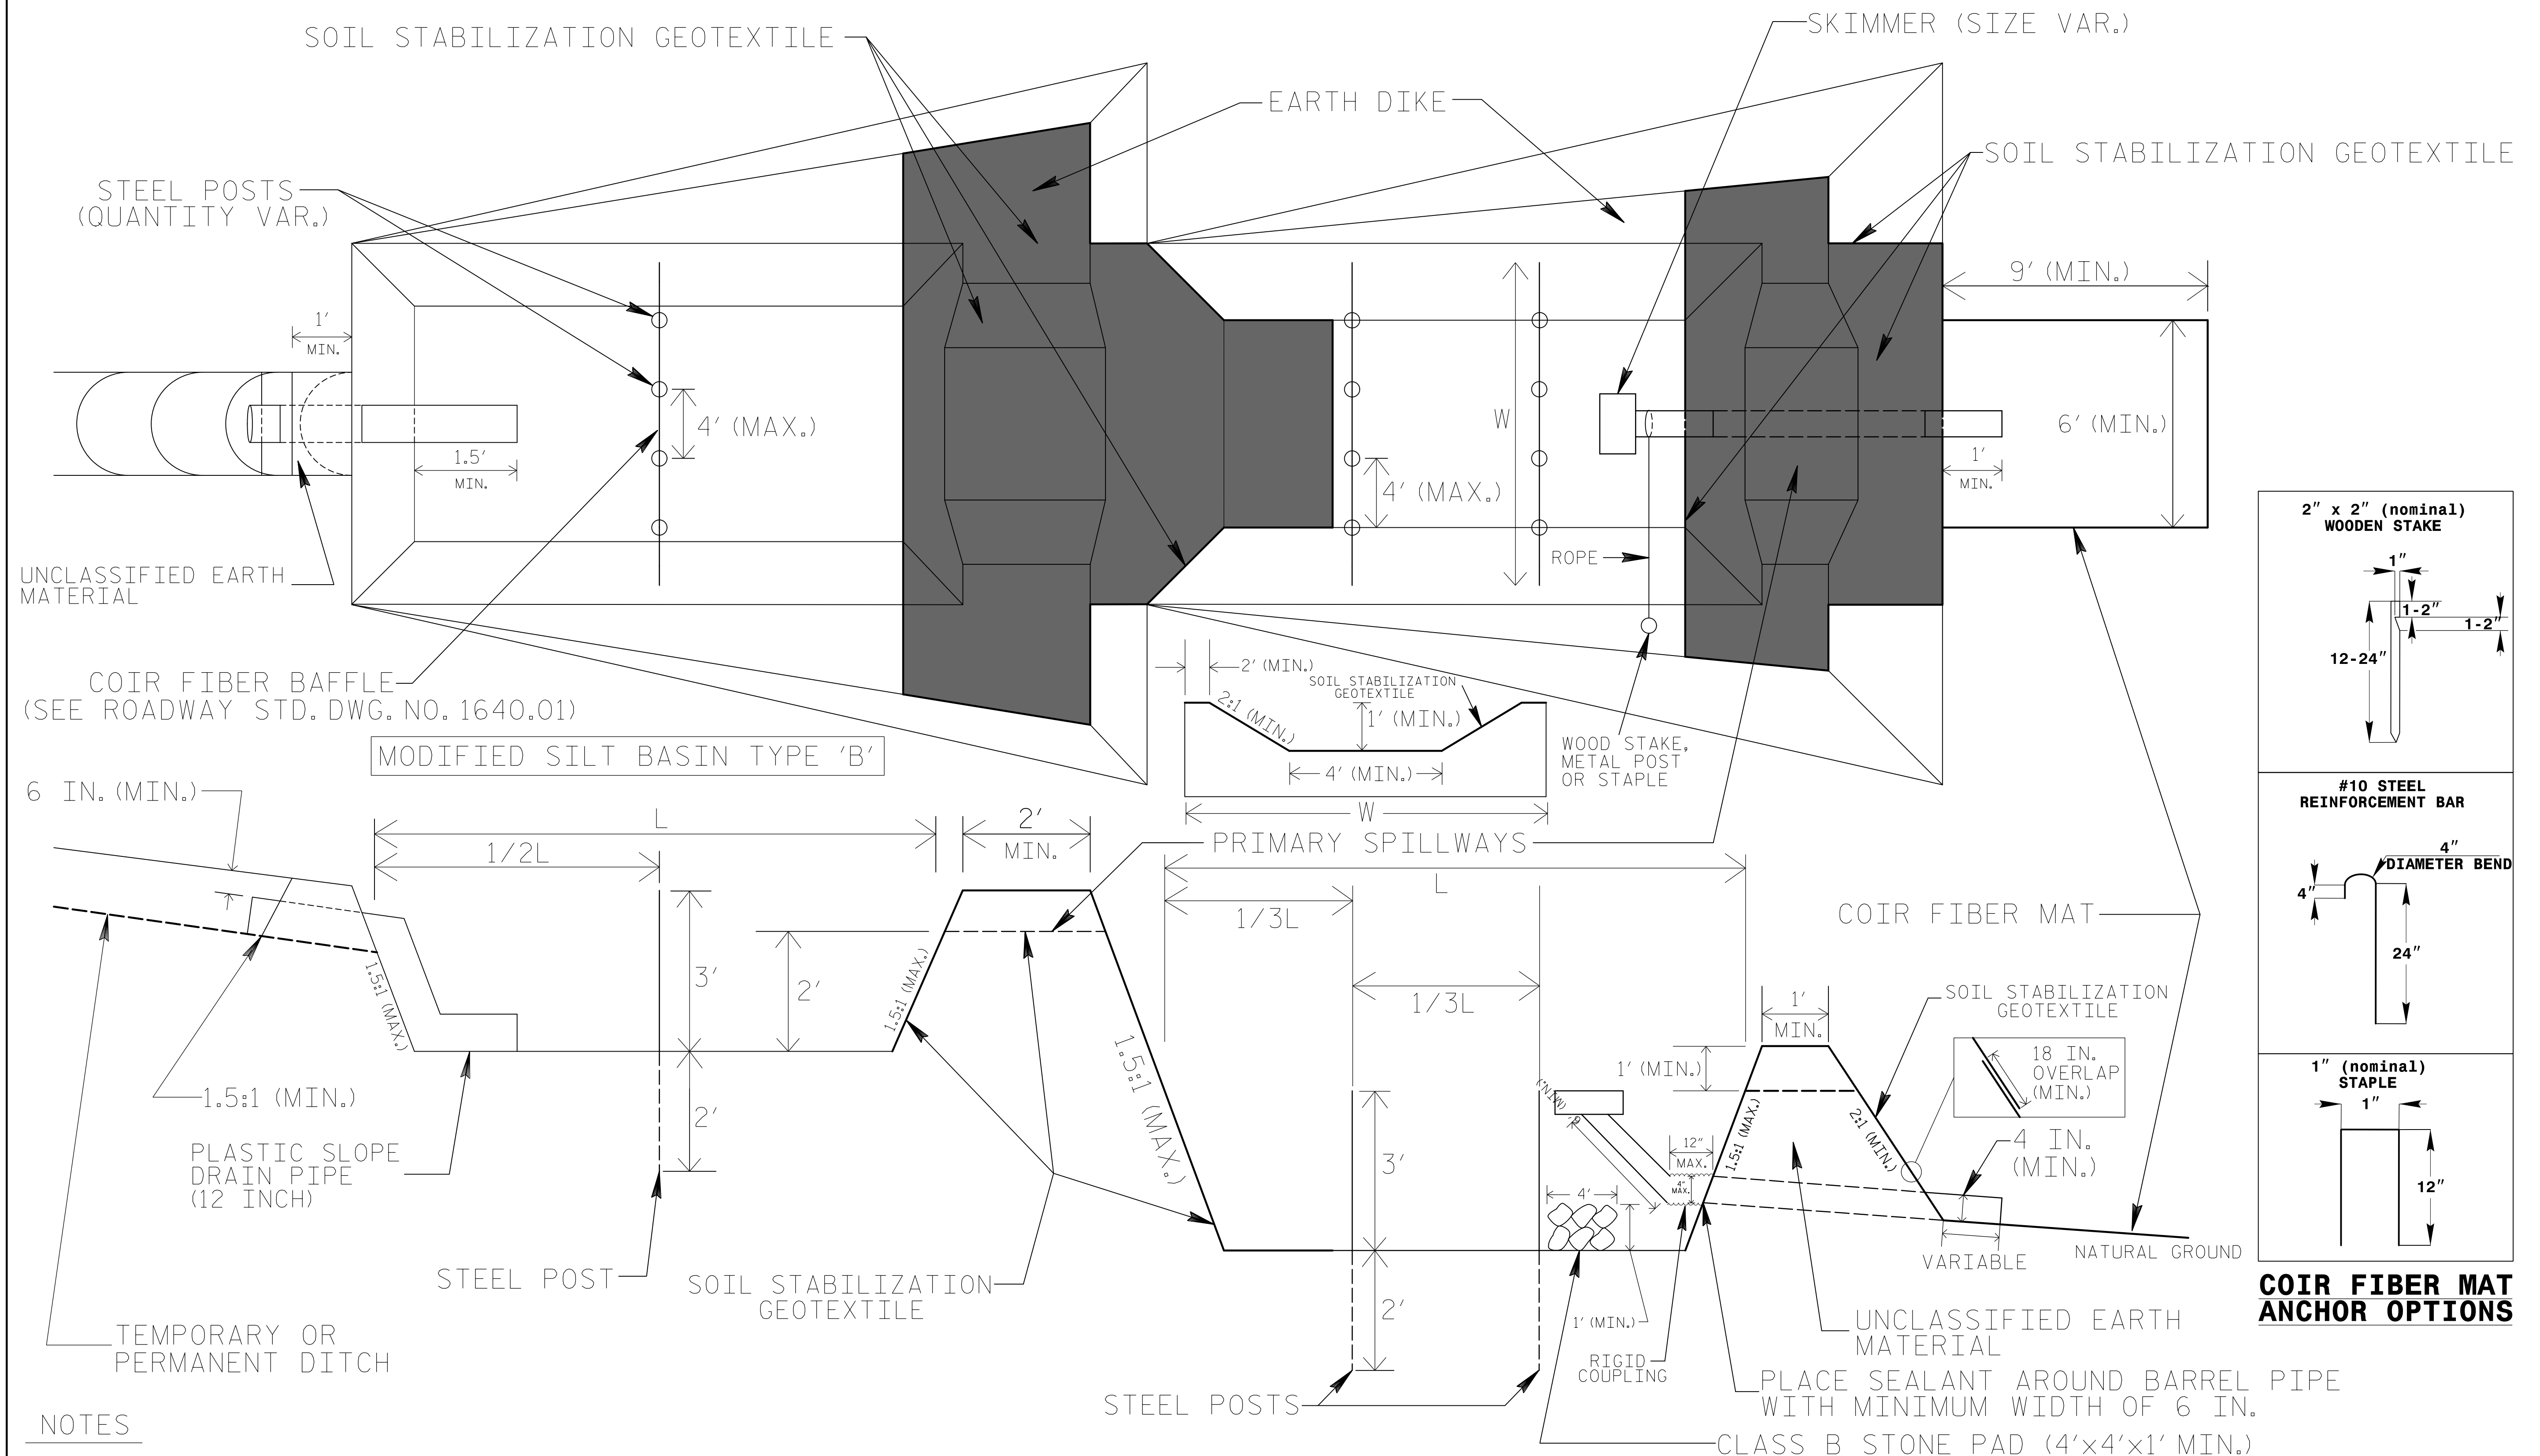 SOIL STABILIZATION GEOTEXTILE
SKIMMER (SIZE VAR.)
EARTH DIKE
SOIL STABILIZATION GEOTEXTILE
STEEL POSTS
(QUANTITY VAR.)
9' (MIN.)
1'
MIN.
4' (MAX.)
W
6' (MIN.)
1.5'
MIN.
4' (MAX.)
1'
MIN.
ROPE
UNCLASSIFIED EARTH
MATERIAL
COIR FIBER BAFFLE
(SEE ROADWAY STD. DWG. NO. 1640.01)
2' (MIN.)
SOIL STABILIZATION
GEOTEXTILE
2:1 (MIN.)
1' (MIN.)
4' (MIN.)
W
WOOD STAKE,
METAL POST
OR STAPLE
MODIFIED SILT BASIN TYPE 'B'
6 IN. (MIN.)
L
2'
MIN.
1/2L
PRIMARY SPILLWAYS
L
1/3L
COIR FIBER MAT
1.5:1 (MAX.)
3'
2'
1.5:1 (MAX.)
2'
1.5:1 (MAX.)
1/3L
1'
MIN.
1' (MIN.)
SOIL STABILIZATION
GEOTEXTILE
18 IN.
OVERLAP
(MIN.)
6' (MIN.)
12"
MAX.
4"
MAX.
1.5:1 (MAX.)
2:1 (MIN.)
4 IN.
(MIN.)
3'
4'
1.5:1 (MIN.)
PLASTIC SLOPE
DRAIN PIPE
(12 INCH)
VARIABLE
NATURAL GROUND
STEEL POST
SOIL STABILIZATION
GEOTEXTILE
2'
1' (MIN.)
RIGID
COUPLING
UNCLASSIFIED EARTH
MATERIAL
TEMPORARY OR
PERMANENT DITCH
STEEL POSTS
PLACE SEALANT AROUND BARREL PIPE
WITH MINIMUM WIDTH OF 6 IN.
CLASS B STONE PAD (4'x4'x1' MIN.)
NOTES
2" x 2" (nominal)
WOODEN STAKE
1"
1-2"
1-2"
12-24"
#10 STEEL
REINFORCEMENT BAR
4"
DIAMETER BEND
4"
24"
1" (nominal)
STAPLE
1"
12"
COIR FIBER MAT
ANCHOR OPTIONS